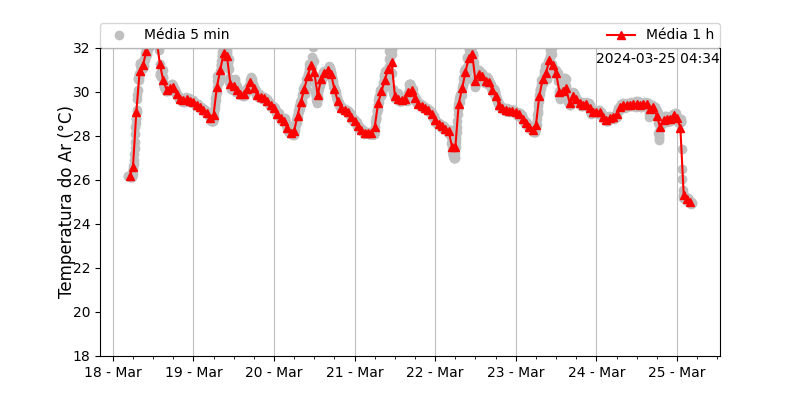 Média 5 min
Média 1 h
2024-03-25 04:34
Temperatura do Ar (°C)
32
30
28
26
24
22
20
18
18 - Mar
19 - Mar
20 - Mar
21 - Mar
22 - Mar
23 - Mar
24 - Mar
25 - Mar